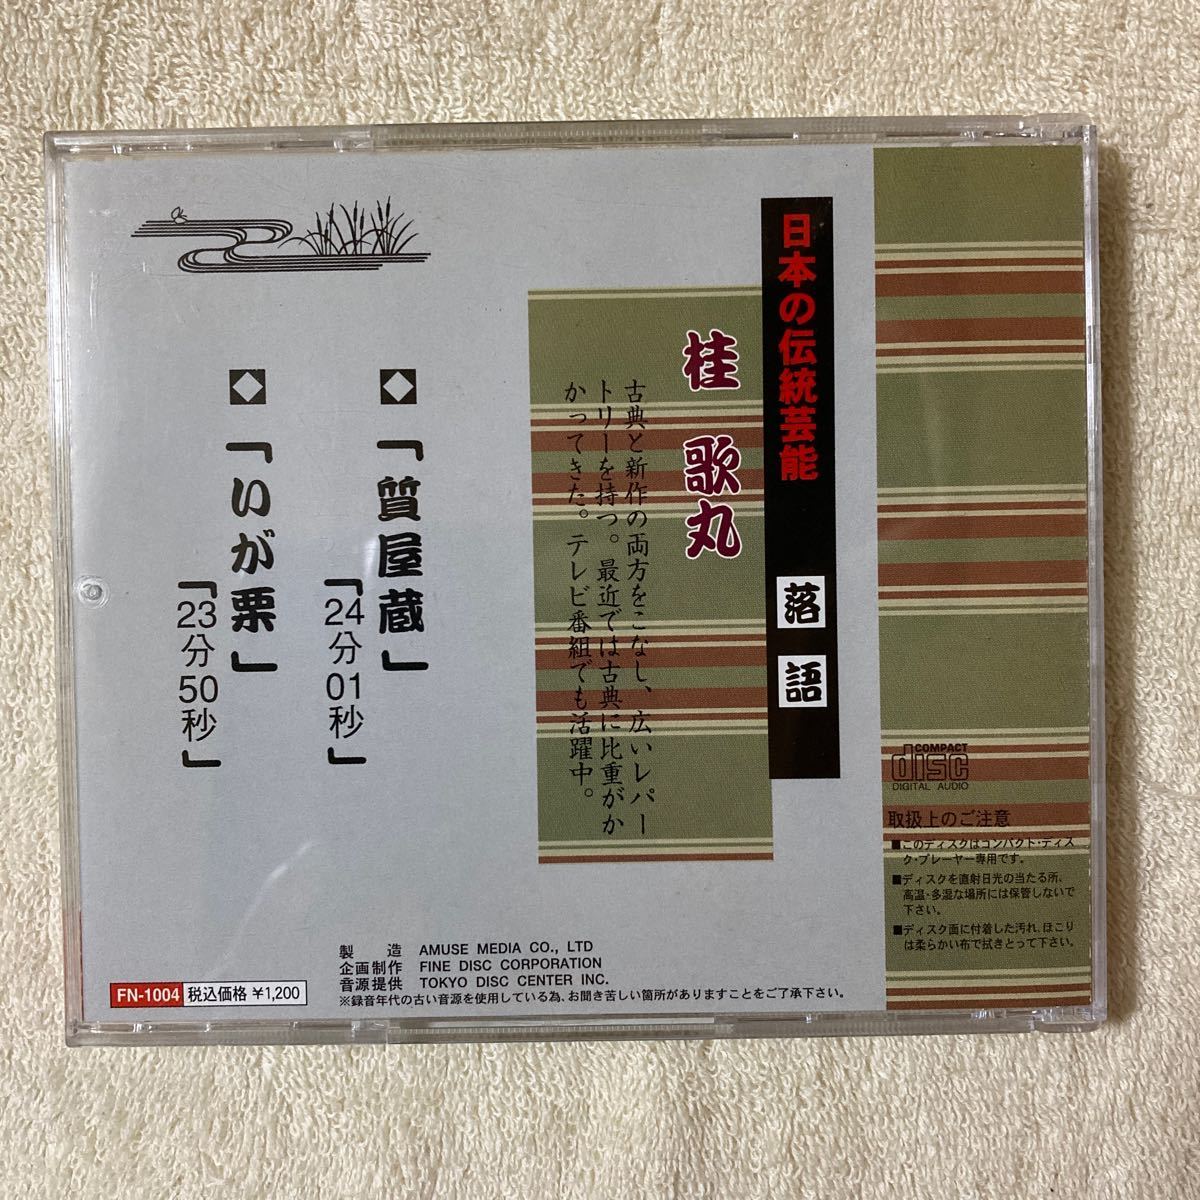 日本の伝統芸能
落語
桂 歌丸
古典と新作の両方をこなし、広いレパー
トリーを持つ。最近では古典に比重がか
かってきた。テレビ番組でも活躍中。
◆「質屋蔵」
「24分01秒」
◆「いが栗」
「23分50秒」
COMPACT
disc
DIGITAL AUDIO
取扱上のご注意
■このディスクはコンパクト・ディス
ク・プレーヤー専用です。
■ディスクを直射日光の当たる所、
高温・多湿な場所には保管しないで
下さい。
■ディスク面に付着した汚れ、ほこり
は柔らかい布で拭きとって下さい。
製 造 AMUSE MEDIA CO., LTD
企画制作 FINE DISC CORPORATION
音源提供 TOKYO DISC CENTER INC.
※録音年代の古い音源を使用している為、お聞き苦しい箇所がありますことをご了承下さい。
FN-1004 税込価格 ¥1,200